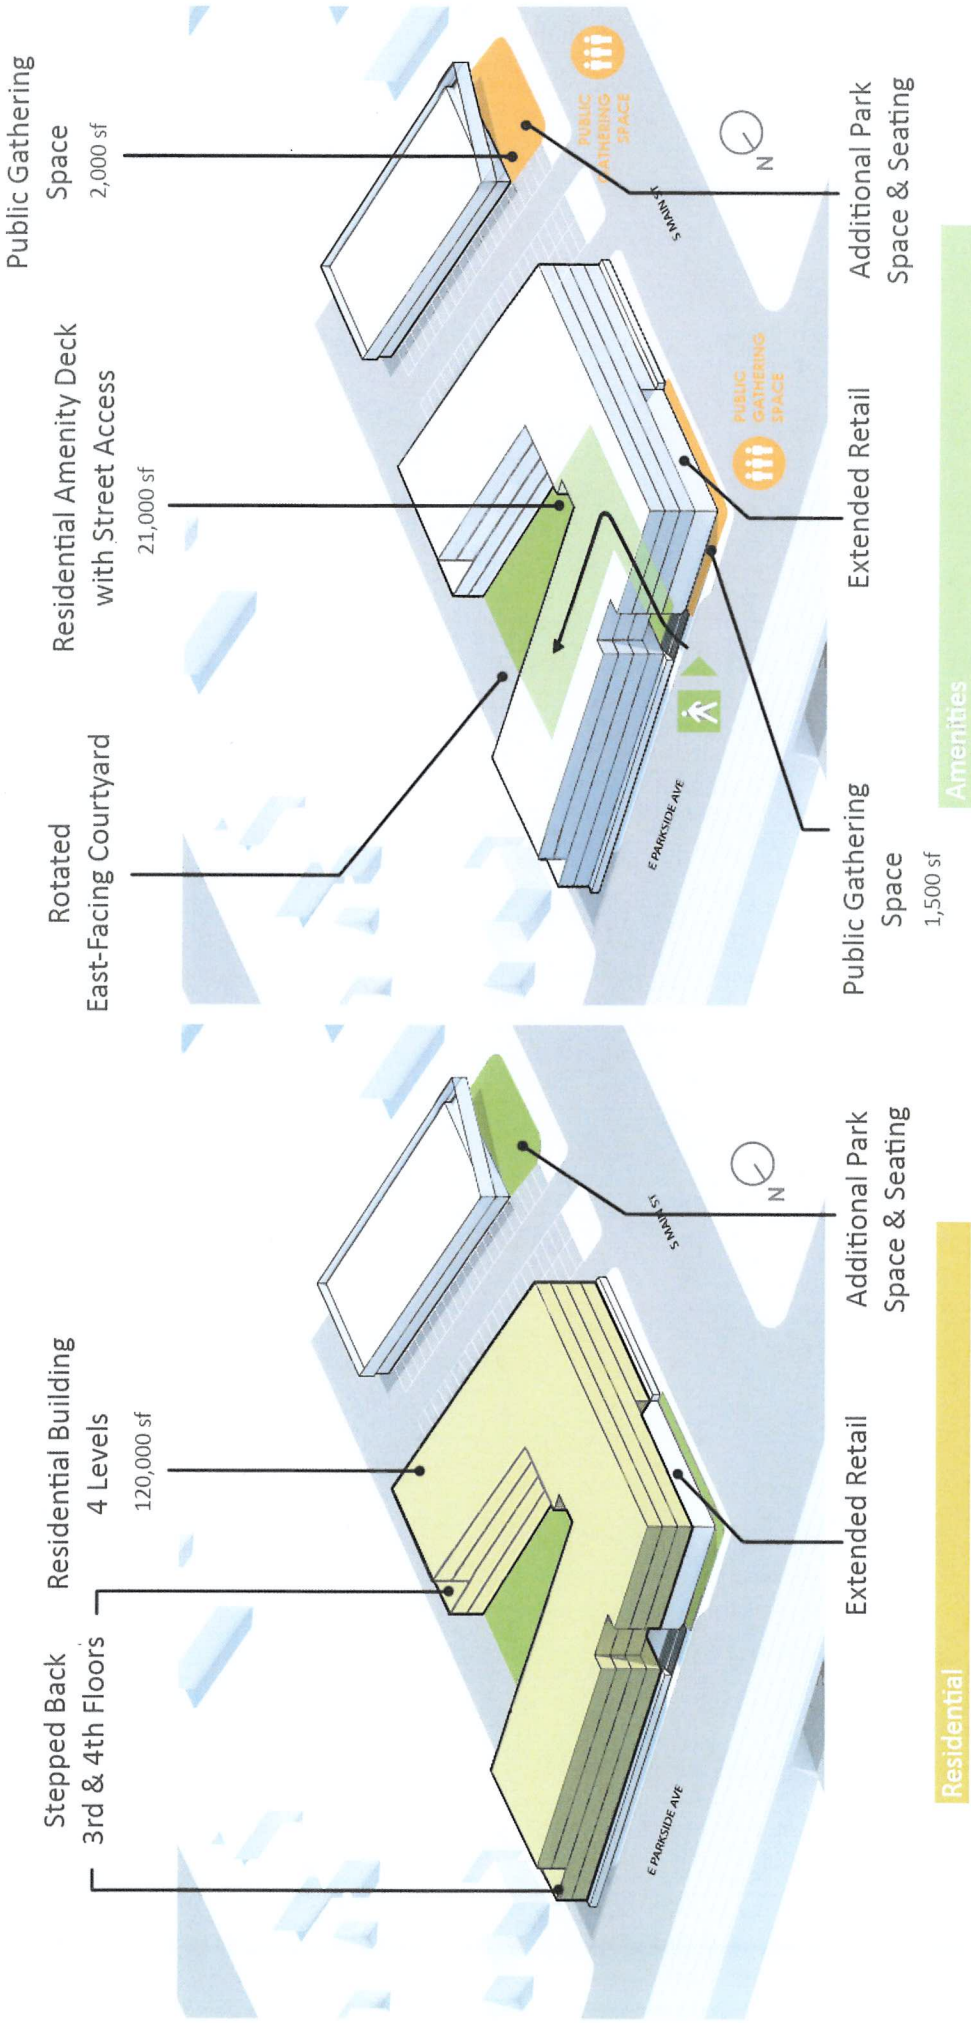 Stepped Back
3rd & 4th Floors
Residential Building
4 Levels
120,000 sf
E PARKSIDE AVE
S MAIN ST
N
Extended Retail
Additional Park
Space & Seating
Residential
Rotated
East-Facing Courtyard
Residential Amenity Deck
with Street Access
21,000 sf
Public Gathering
Space
2,000 sf
PUBLIC
GATHERING
SPACE
E PARKSIDE AVE
PUBLIC
GATHERING
SPACE
S MAIN ST
N
Public Gathering
Space
1,500 sf
Extended Retail
Additional Park
Space & Seating
Amenities